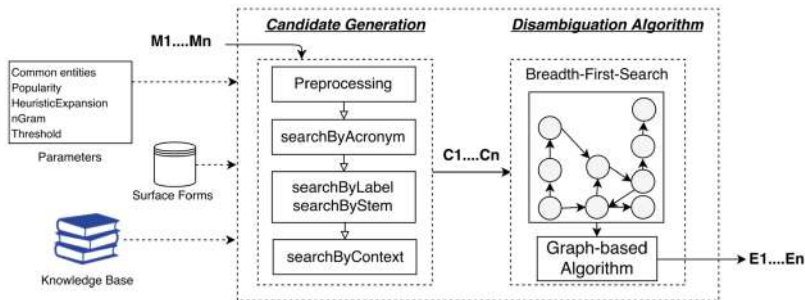 Candidate Generation
Disambiguation Algorithm
M1....Mn
Common entities
Popularity
HeuristicExpansion
nGram
Threshold
Parameters
Surface Forms
Knowledge Base
Preprocessing
searchByAcronym
searchByLabel
searchByStem
searchByContext
C1....Cn
Breadth-First-Search
Graph-based
Algorithm
E1....En